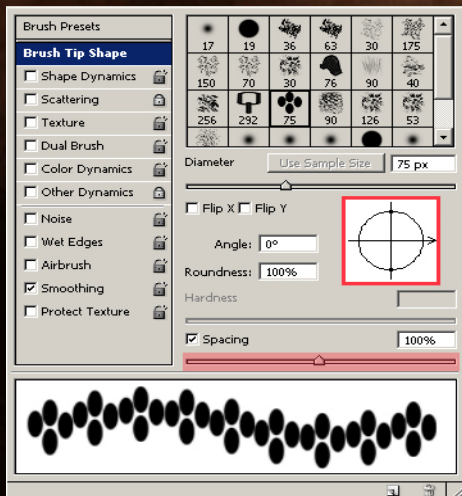 Brush Presets
Brush Tip Shape
Shape Dynamics
Scattering
Texture
Dual Brush
Color Dynamics
Other Dynamics
Noise
Wet Edges
Airbrush
Smoothing
Protect Texture
17 19 36 63 30 175
150 70 30 76 90 40
256 292 75 90 126 53
Diameter Use Sample Size 75 px
Flip X Flip Y
Angle: 0°
Roundness: 100%
Hardness
Spacing 100%